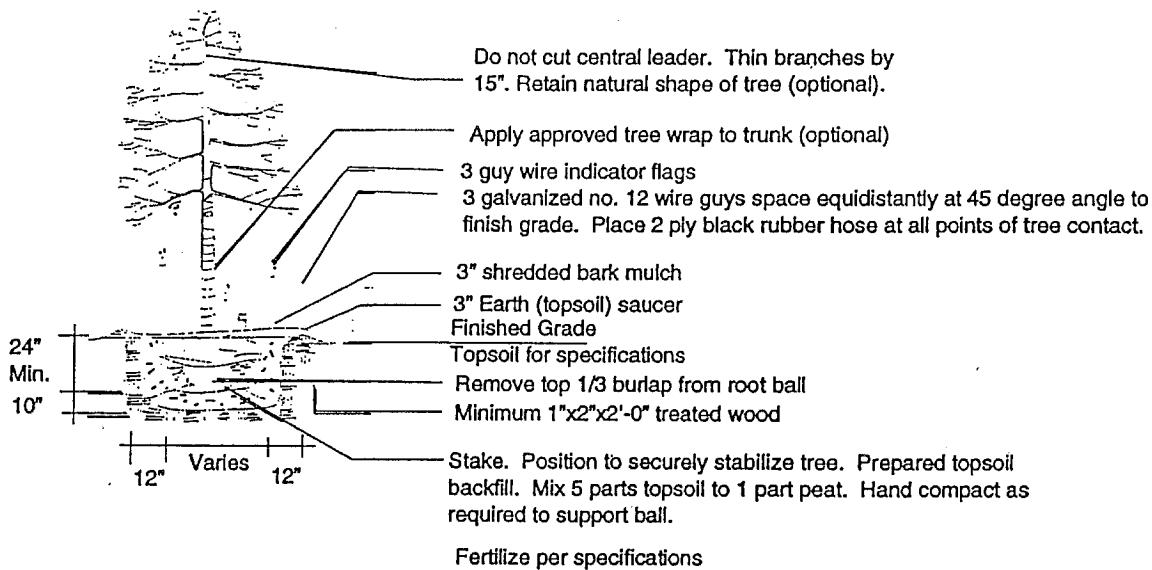 Do not cut central leader. Thin branches by
15". Retain natural shape of tree (optional).
Apply approved tree wrap to trunk (optional)
3 guy wire indicator flags
3 galvanized no. 12 wire guys space equidistantly at 45 degree angle to
finish grade. Place 2 ply black rubber hose at all points of tree contact.
3" shredded bark mulch
3" Earth (topsoil) saucer
Finished Grade
Topsoil for specifications
Remove top 1/3 burlap from root ball
Minimum 1"x2"x2'-0" treated wood
24"
Min.
10"
12"
Varies
12"
Stake. Position to securely stabilize tree. Prepared topsoil
backfill. Mix 5 parts topsoil to 1 part peat. Hand compact as
required to support ball.
Fertilize per specifications